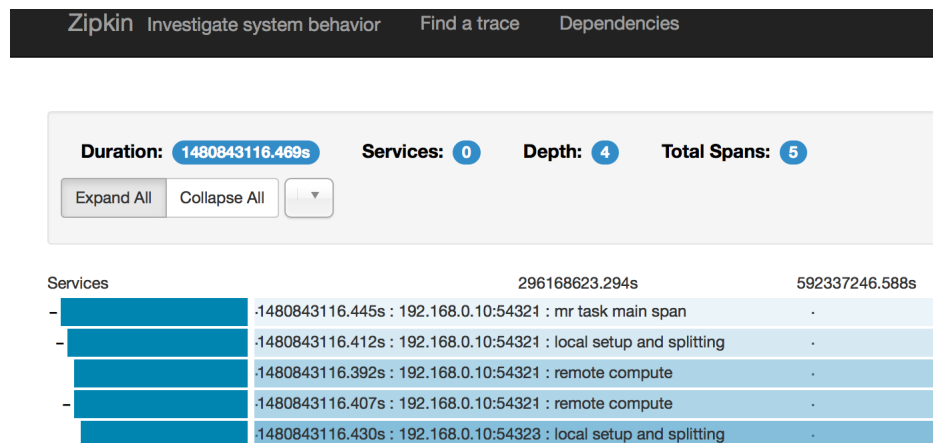 Zipkin Investigate system behavior Find a trace Dependencies
Duration: 1480843116.469s Services: 0 Depth: 4 Total Spans: 5
Expand All Collapse All
Services 296168623.294s 592337246.588s
1480843116.445s : 192.168.0.10:54321 : mr task main span
1480843116.412s : 192.168.0.10:54321 : local setup and splitting
1480843116.392s : 192.168.0.10:54321 : remote compute
1480843116.407s : 192.168.0.10:54321 : remote compute
1480843116.430s : 192.168.0.10:54323 : local setup and splitting